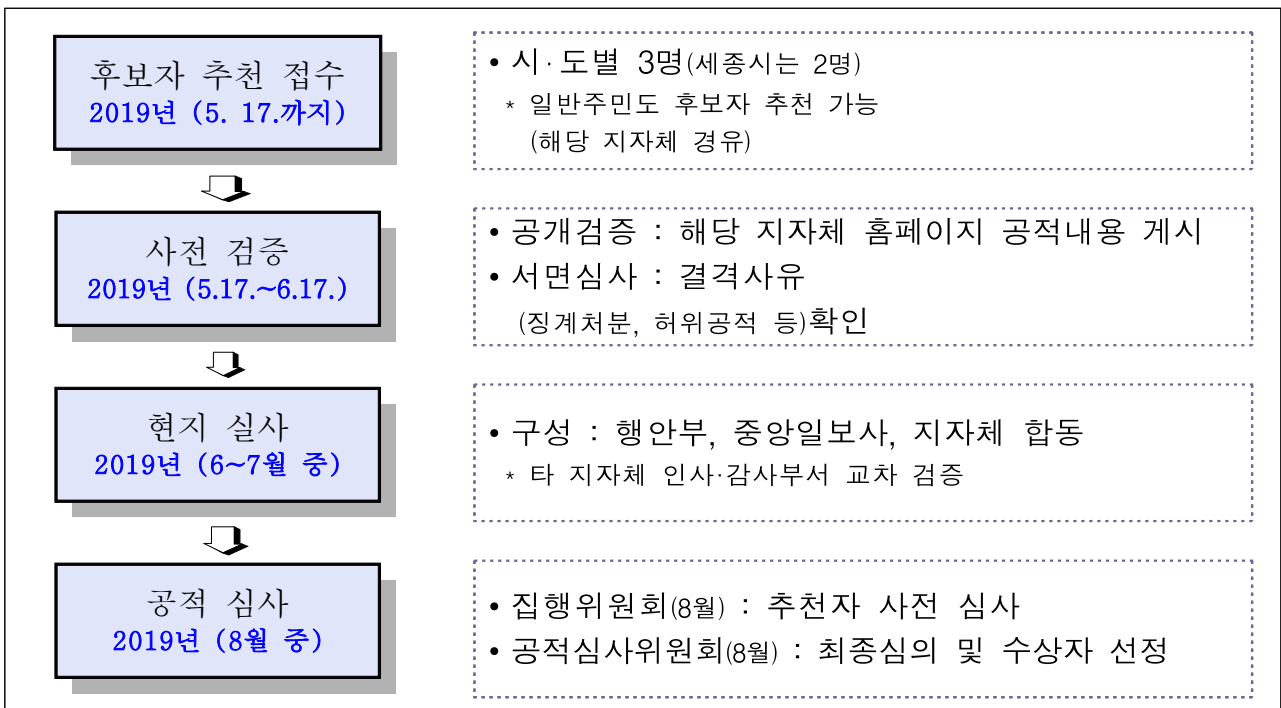 후보자 추천 접수
2019년 (5. 17.까지)
• 시·도별 3명(세종시는 2명)
* 일반주민도 후보자 추천 가능
(해당 지자체 경유)
사전 검증
2019년 (5.17.~6.17.)
• 공개검증 : 해당 지자체 홈페이지 공적내용 게시
• 서면심사 : 결격사유
(징계처분, 허위공적 등)확인
현지 실사
2019년 (6~7월 중)
• 구성 : 행안부, 중앙일보사, 지자체 합동
* 타 지자체 인사·감사부서 교차 검증
공적 심사
2019년 (8월 중)
• 집행위원회(8월) : 추천자 사전 심사
• 공적심사위원회(8월) : 최종심의 및 수상자 선정